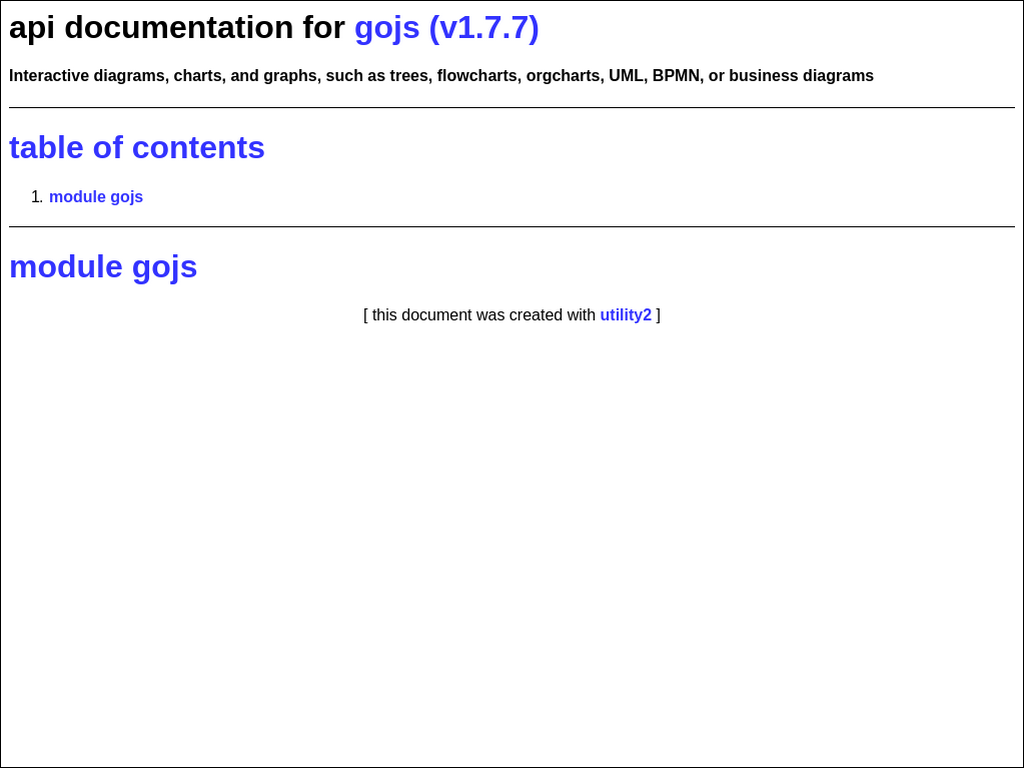 api documentation for gojs (v1.7.7)
Interactive diagrams, charts, and graphs, such as trees, flowcharts, orgcharts, UML, BPMN, or business diagrams
table of contents
1. module gojs
module gojs
[ this document was created with utility2 ]